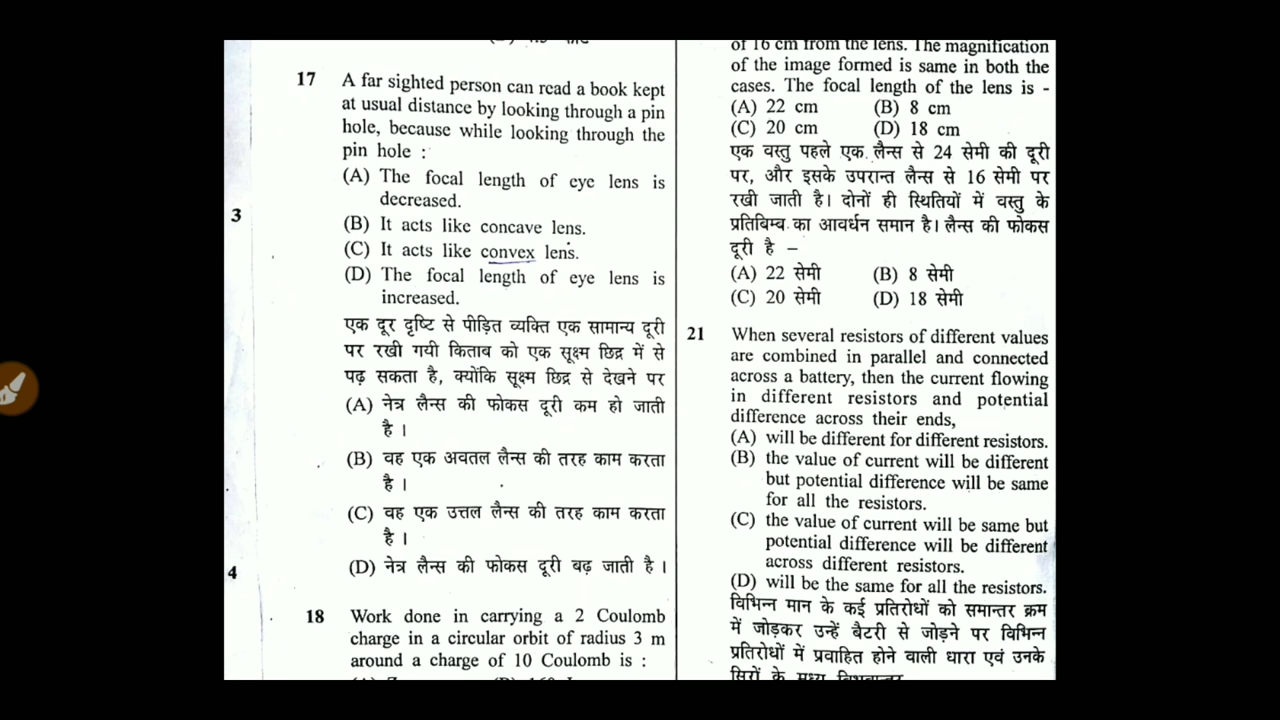 17 A far sighted person can read a book kept
at usual distance by looking through a pin
hole, because while looking through the
pin hole :
(A) The focal length of eye lens is
decreased.
3
(B) It acts like concave lens.
(C) It acts like convex lens.
(D) The focal length of eye lens is
increased.
एक दूर दृष्टि से पीड़ित व्यक्ति एक सामान्य दूरी
पर रखी गयी किताब को एक सूक्ष्म छिद्र में से
पढ़ सकता है, क्योंकि सूक्ष्म छिद्र से देखने पर
(A) नेत्र लैन्स की फोकस दूरी कम हो जाती
है ।
(B) वह एक अवतल लैन्स की तरह काम करता
है ।
(C) वह एक उत्तल लैन्स की तरह काम करता
है ।
(D) नेत्र लैन्स की फोकस दूरी बढ़ जाती है ।
4
18 Work done in carrying a 2 Coulomb
charge in a circular orbit of radius 3 m
around a charge of 10 Coulomb is :
of 16 cm from the lens. The magnification
of the image formed is same in both the
cases. The focal length of the lens is -
(A) 22 cm (B) 8 cm
(C) 20 cm (D) 18 cm
एक वस्तु पहले एक लैन्स से 24 सेमी की दूरी
पर, और इसके उपरान्त लैन्स से 16 सेमी पर
रखी जाती है। दोनों ही स्थितियों में वस्तु के
प्रतिबिम्ब का आवर्धन समान है। लैन्स की फोकस
दूरी है –
(A) 22 सेमी (B) 8 सेमी
(C) 20 सेमी (D) 18 सेमी
21 When several resistors of different values
are combined in parallel and connected
across a battery, then the current flowing
in different resistors and potential
difference across their ends,
(A) will be different for different resistors.
(B) the value of current will be different
but potential difference will be same
for all the resistors.
(C) the value of current will be same but
potential difference will be different
across different resistors.
(D) will be the same for all the resistors.
विभिन्न मान के कई प्रतिरोधों को समान्तर क्रम
में जोड़कर उन्हें बैटरी से जोड़ने पर विभिन्न
प्रतिरोधों में प्रवाहित होने वाली धारा एवं उनके
सिरों के मध्य विभवान्तर